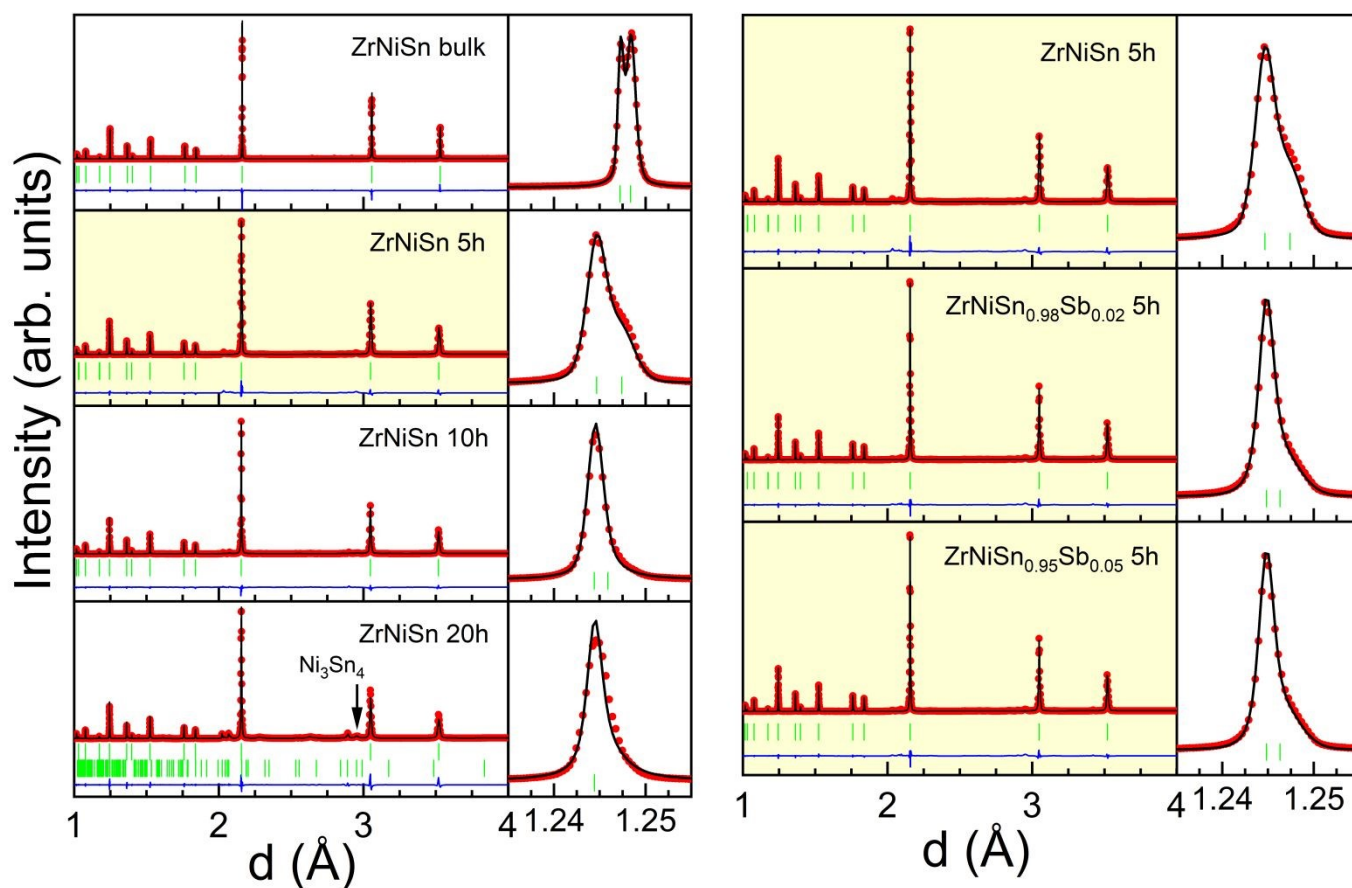 Intensity (arb. units)
ZrNiSn bulk
ZrNiSn 5h
ZrNiSn 10h
ZrNiSn 20h
Ni₃Sn₄
1 2 3 4 1.24 1.25
d (Å)
ZrNiSn 5h
ZrNiSn₀.₉₈Sb₀.₀₂ 5h
ZrNiSn₀.₉₅Sb₀.₀₅ 5h
1 2 3 4 1.24 1.25
d (Å)